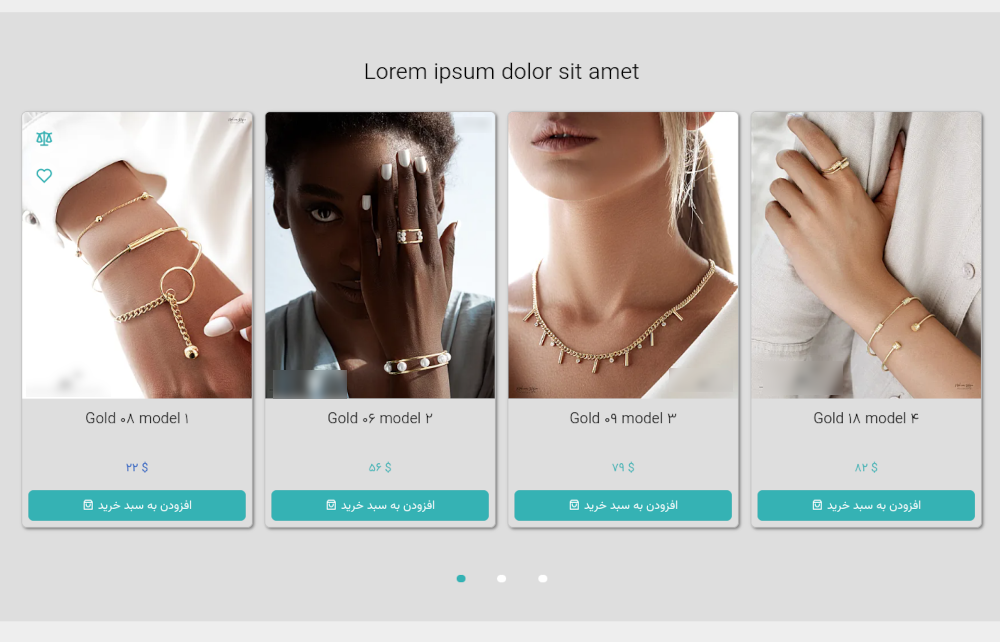 Lorem ipsum dolor sit amet
Gold ۰۸ model ۱
۲۲ $
افزودن به سبد خرید
Gold ۰۶ model ۲
۵۶ $
افزودن به سبد خرید
Gold ۰۹ model ۳
۷۹ $
افزودن به سبد خرید
Gold ۱۸ model ۴
۸۲ $
افزودن به سبد خرید